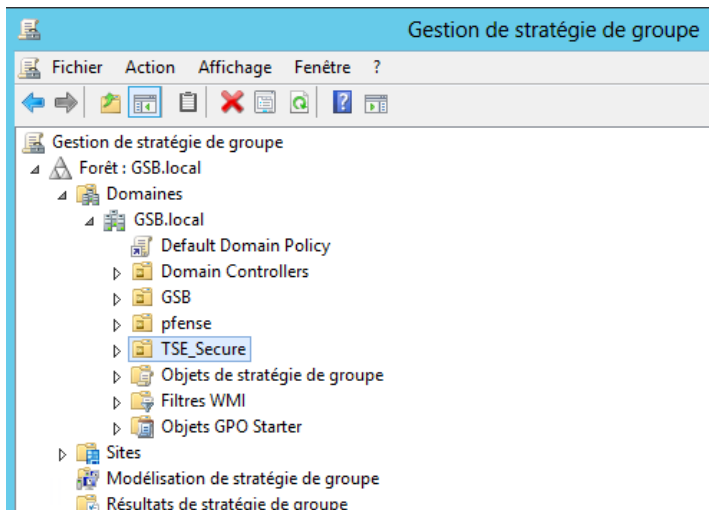 Gestion de stratégie de groupe
Fichier Action Affichage Fenêtre ?
Gestion de stratégie de groupe
Forêt : GSB.local
Domaines
GSB.local
Default Domain Policy
Domain Controllers
GSB
pfense
TSE_Secure
Objets de stratégie de groupe
Filtres WMI
Objets GPO Starter
Sites
Modélisation de stratégie de groupe
Résultats de stratégie de groupe